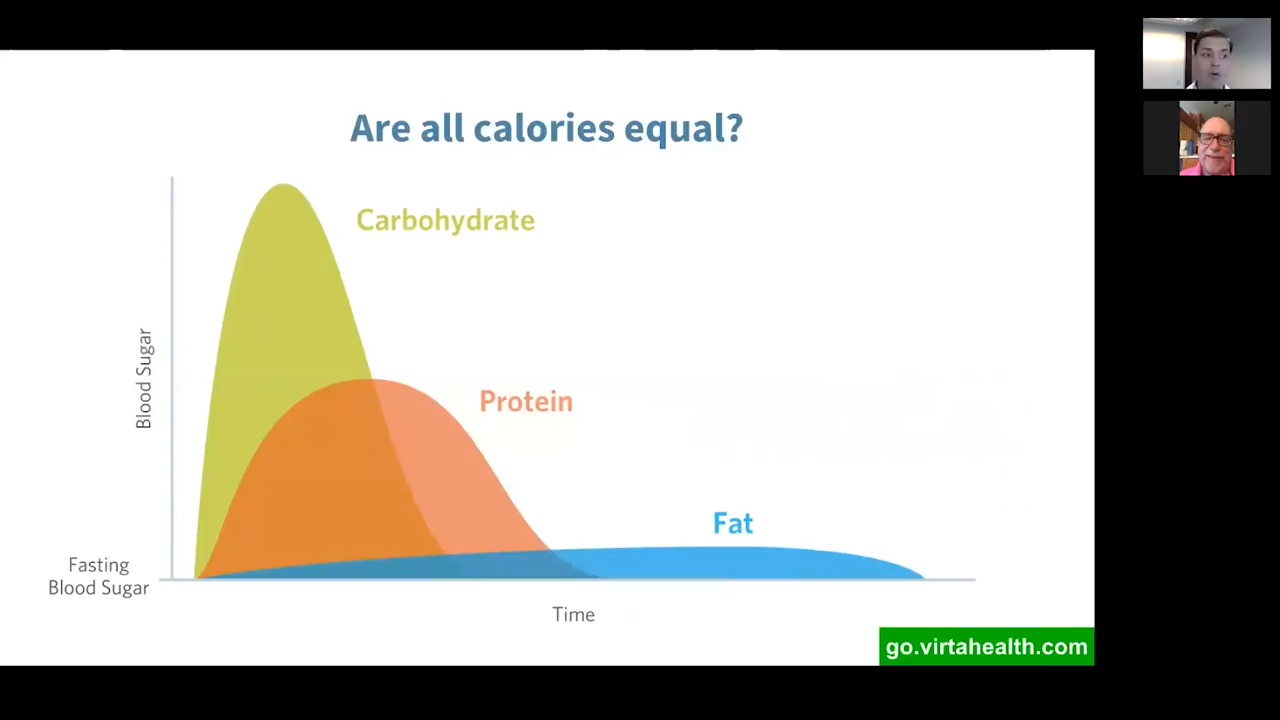 Are all calories equal?
Carbohydrate
Blood Sugar
Protein
Fat
Fasting
Blood Sugar
Time
go.virtahealth.com